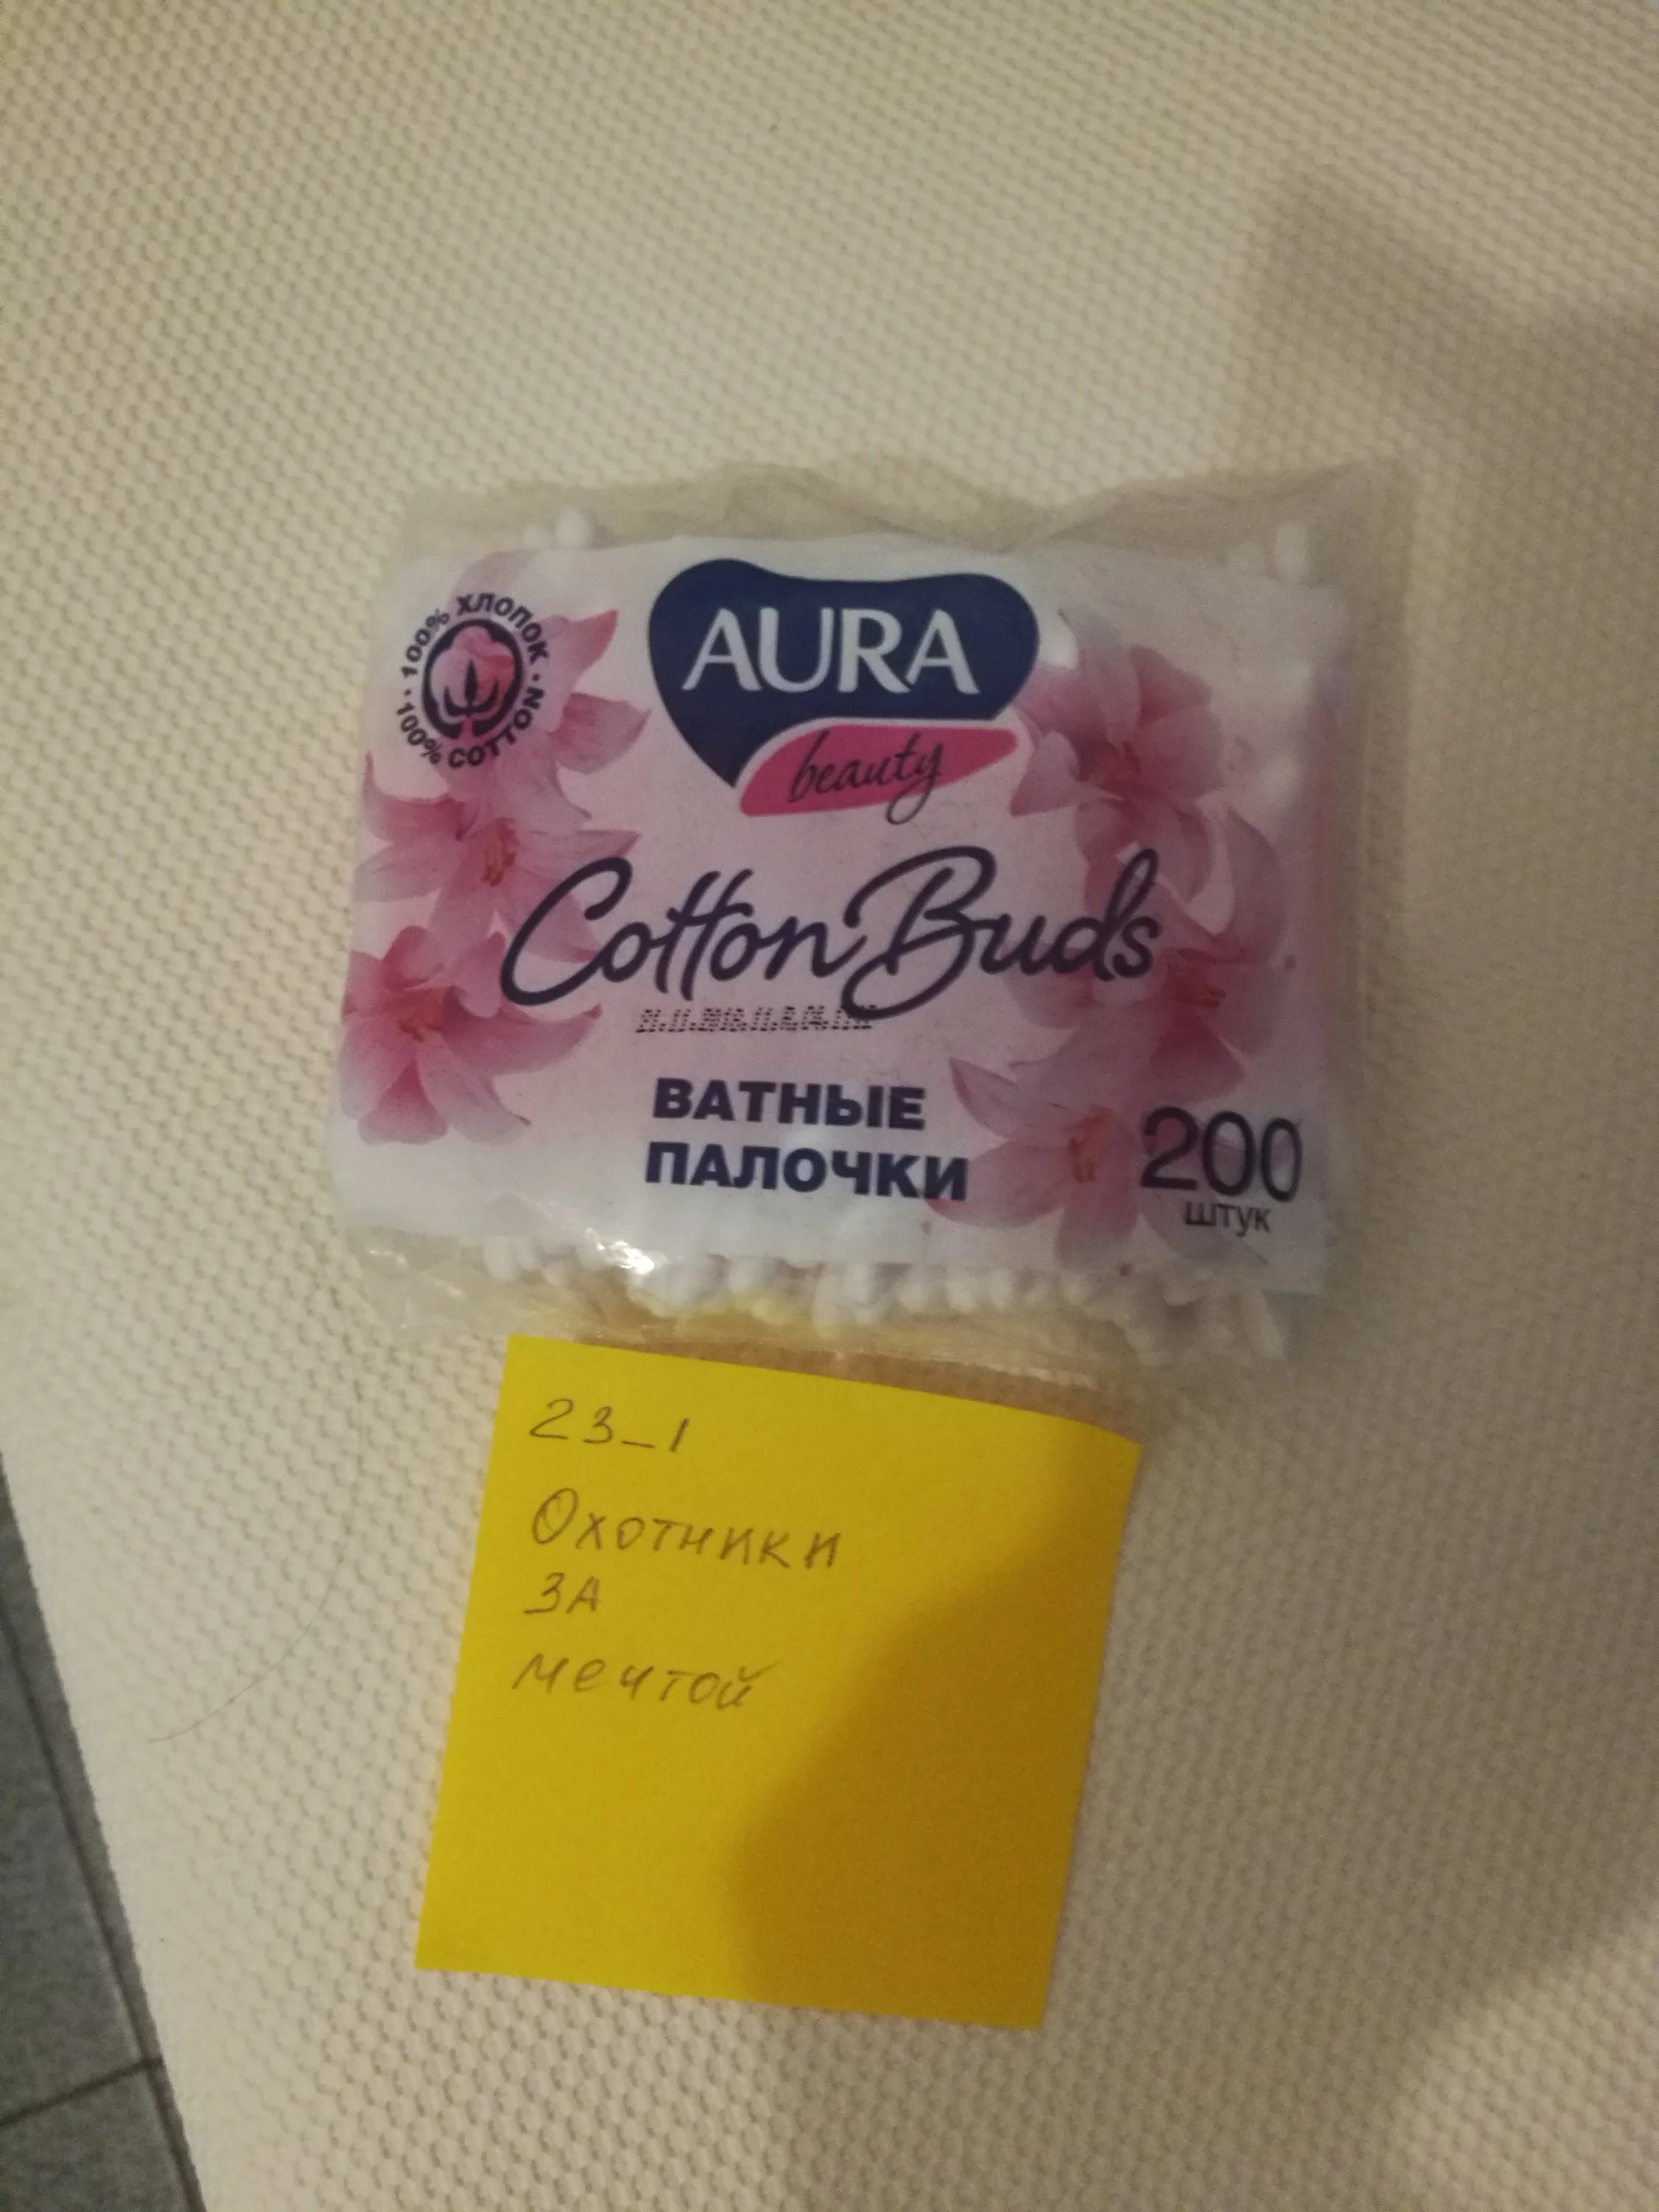 100% ХЛОПОК
100% COTTON
AURA
beauty
Cotton Buds
ВАТНЫЕ
ПАЛОЧКИ
200
штук
23_1
Охотники
ЗА
мечтой